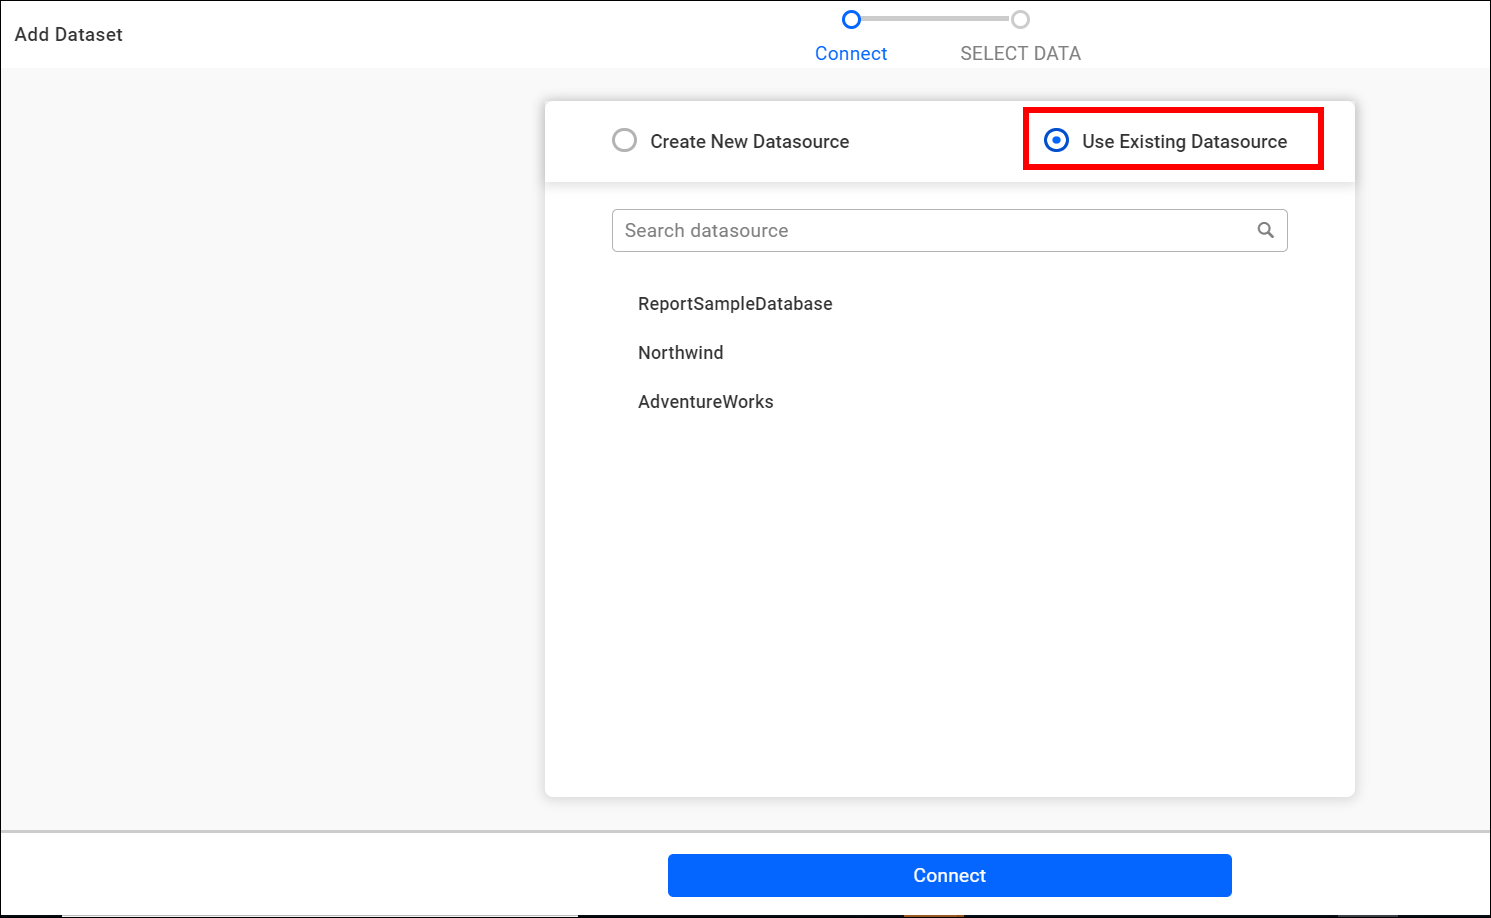 Add Dataset
Connect
SELECT DATA
Create New Datasource
Use Existing Datasource
Search datasource
ReportSampleDatabase
Northwind
AdventureWorks
Connect